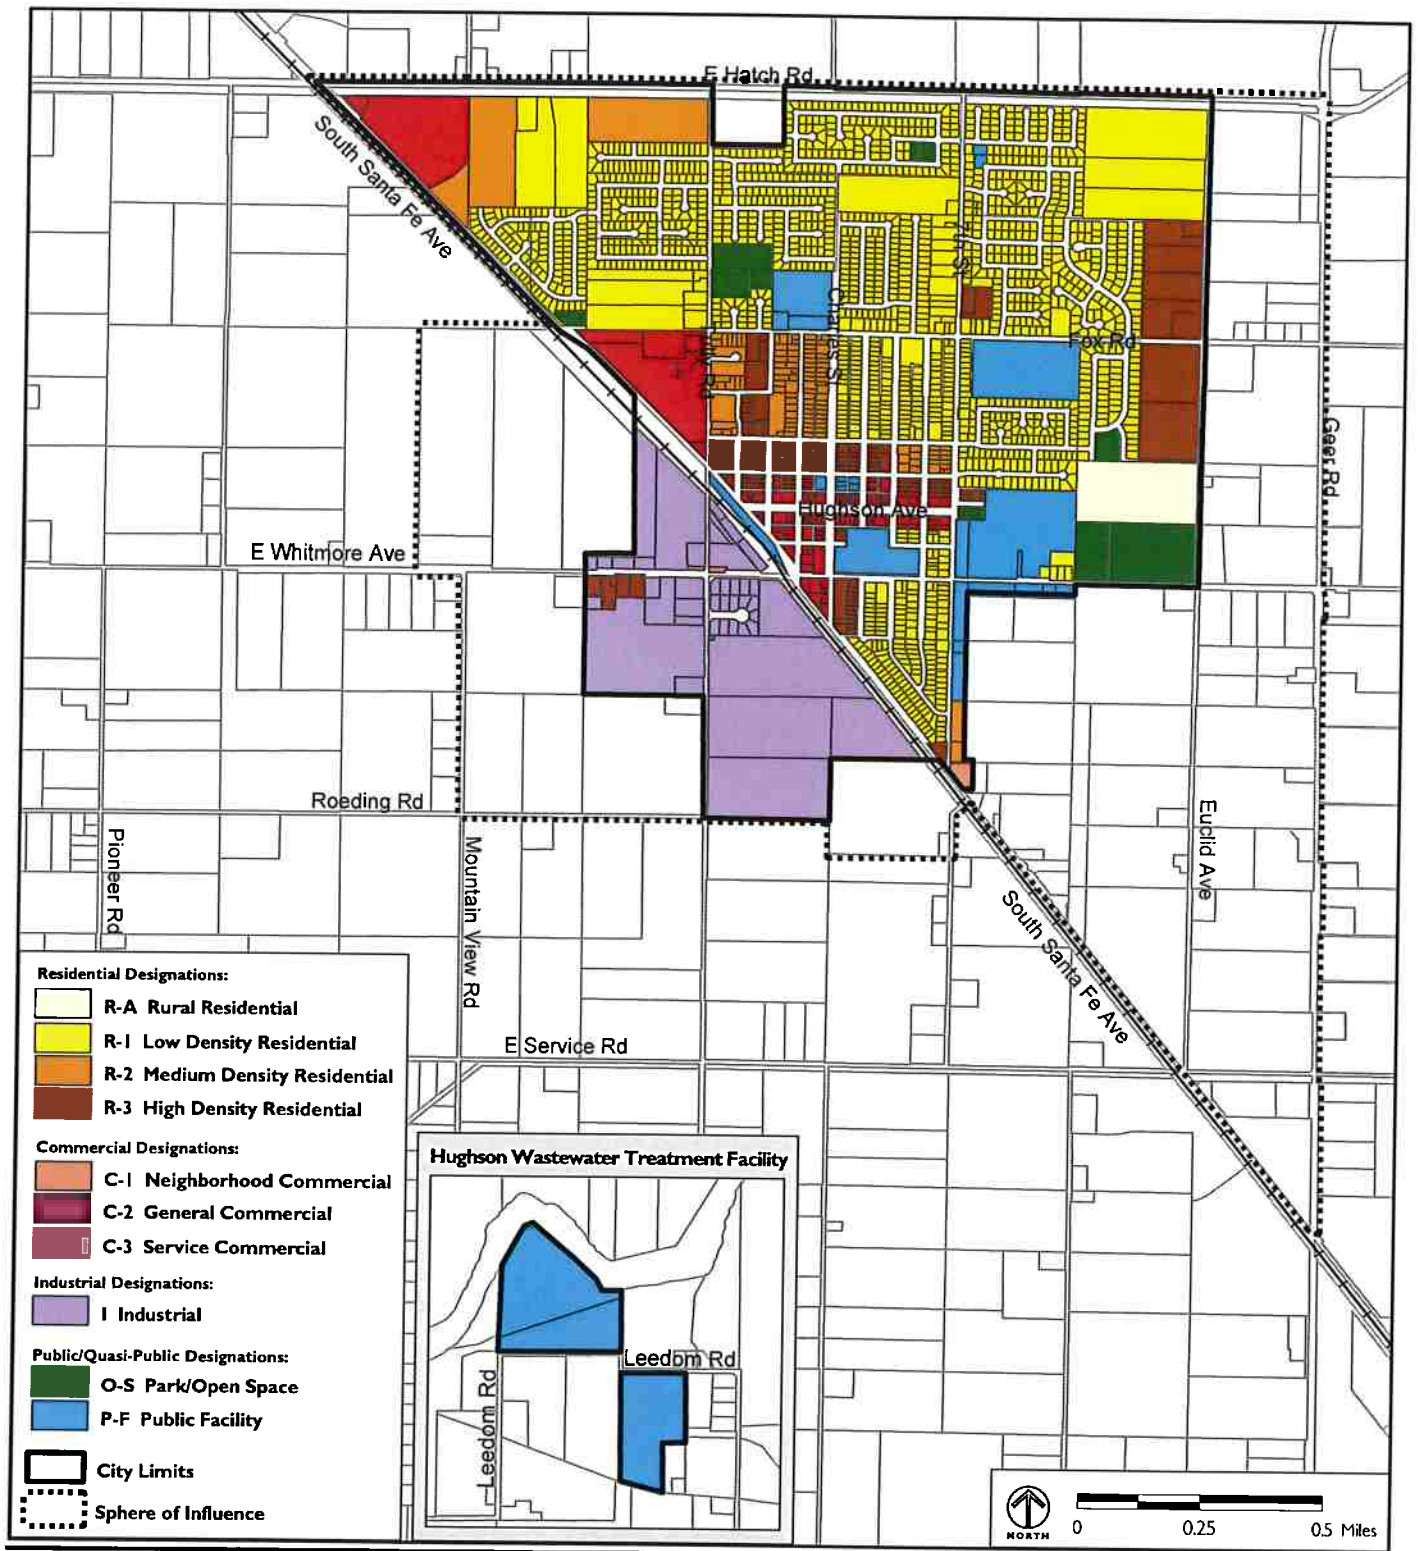 E Hatch Rd
South Santa Fe Ave
7th St
Charles St
Fox Rd
Geer Rd
Hughson Ave
E Whitmore Ave
Roeding Rd
Euclid Ave
Pioneer Rd
Mountain View Rd
South Santa Fe Ave
E Service Rd
Residential Designations:
R-A Rural Residential
R-1 Low Density Residential
R-2 Medium Density Residential
R-3 High Density Residential
Commercial Designations:
C-1 Neighborhood Commercial
C-2 General Commercial
C-3 Service Commercial
Industrial Designations:
I Industrial
Public/Quasi-Public Designations:
O-S Park/Open Space
P-F Public Facility
City Limits
Sphere of Influence
Hughson Wastewater Treatment Facility
Leedom Rd
Leedom Rd
NORTH
0 0.25 0.5 Miles